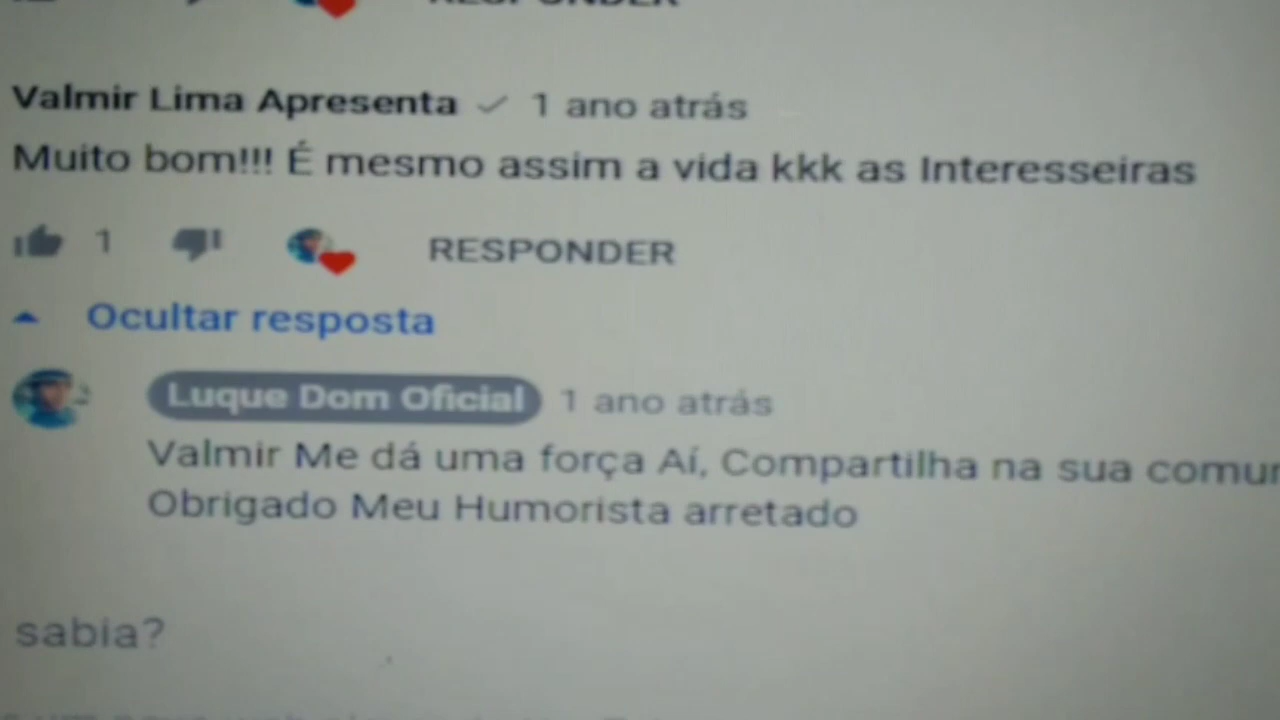 RESPONDER
Valmir Lima Apresenta 1 ano atrás
Muito bom!!! É mesmo assim a vida kkk as Interesseiras
1 RESPONDER
Ocultar resposta
Luque Dom Oficial 1 ano atrás
Valmir Me dá uma força Aí, Compartilha na sua comur
Obrigado Meu Humorista arretado
sabia?